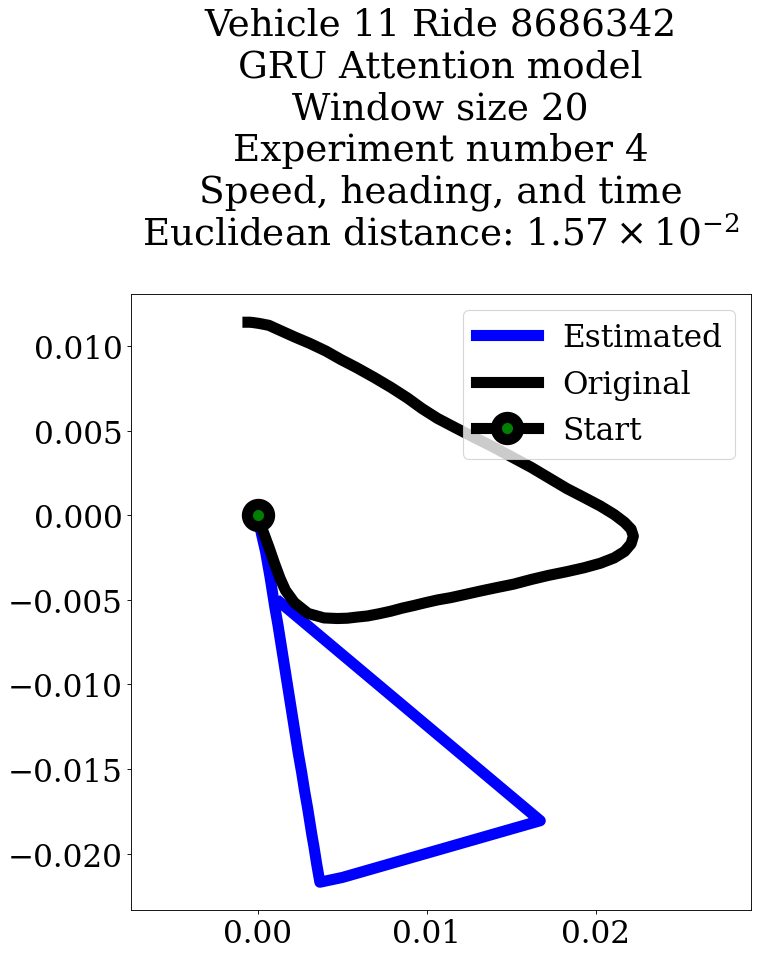 Vehicle 11 Ride 8686342
GRU Attention model
Window size 20
Experiment number 4
Speed, heading, and time
Euclidean distance: 1.57 × 10⁻²
Estimated
Original
Start
0.010
0.005
0.000
−0.005
−0.010
−0.015
−0.020
0.00 0.01 0.02